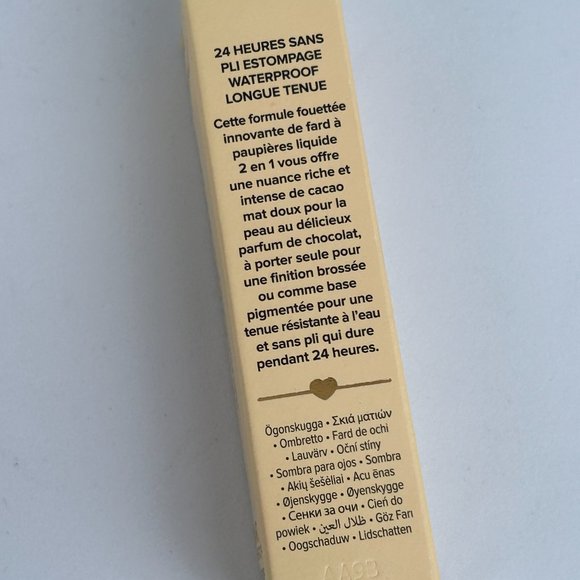 24 HEURES SANS
PLI ESTOMPAGE
WATERPROOF
LONGUE TENUE
Cette formule fouettée
innovante de fard à
paupières liquide
2 en 1 vous offre
une nuance riche et
intense de cacao
mat doux pour la
peau au délicieux
parfum de chocolat,
à porter seule pour
une finition brossée
ou comme base
pigmentée pour une
tenue résistante à l'eau
et sans pli qui dure
pendant 24 heures.
Ögonskugga • Σκιά ματιών
• Ombretto • Fard de ochi
• Lauvärv • Oční stíny
• Sombra para ojos • Sombra
• Akių šešėliai • Acu ēnas
• Øjenskygge • Øyenskygge
• Сенки за очи • Cień do
powiek • ظلال العين • Göz Farı
• Oogschaduw • Lidschatten